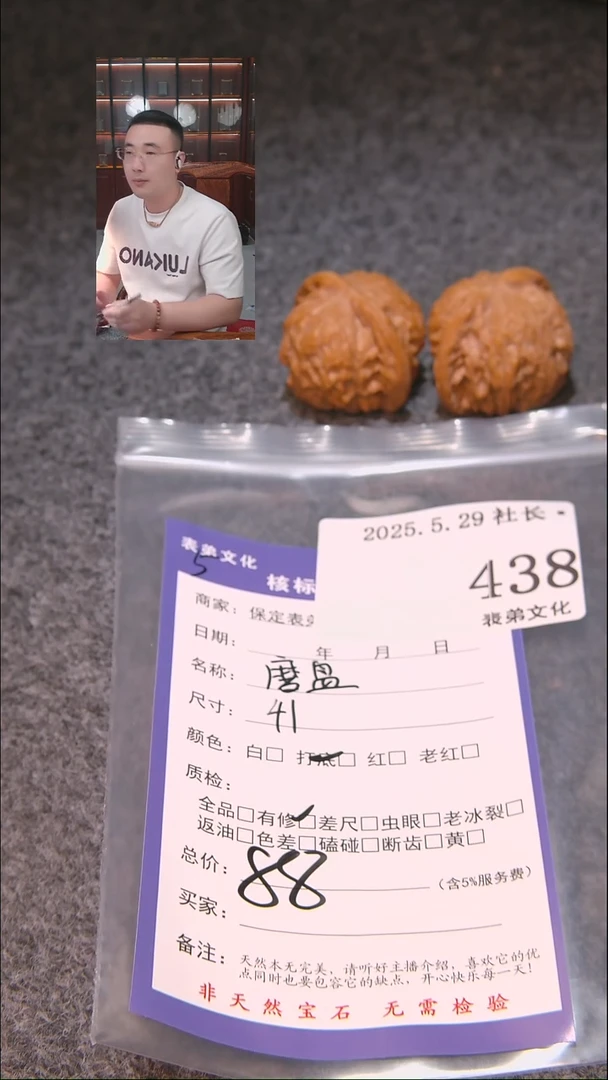 LUKANO
2025.5.29 社长
438
表弟文化
表弟文化
5
核标
商家：保定表弟
日期： 年 月 日
名称：磨盘
尺寸：41
颜色：白□ 打底□ 红□ 老红□
质检：
全品□有修□差尺□虫眼□老冰裂□
返油□色差□磕碰□断齿□黄□
总价：88（含5%服务费）
买家：
备注：天然木无完美，请听好主播介绍，喜欢它的优
点同时也要包容它的缺点，开心快乐每一天！
非天然宝石 无需检验